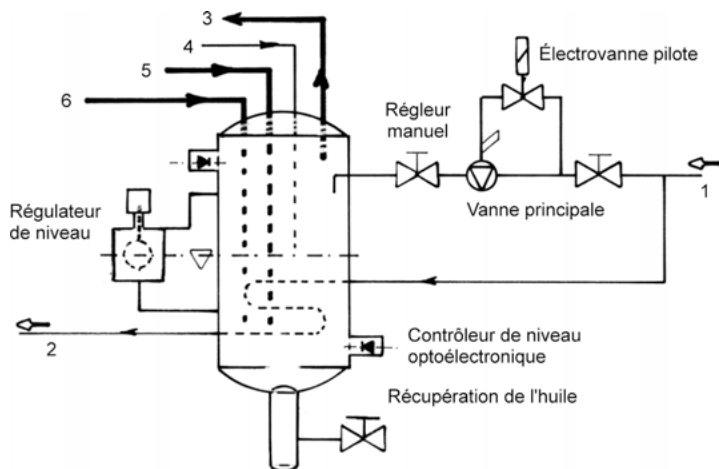 3
4
5
6
Électrovanne pilote
Régleur
manuel
Vanne principale
1
Régulateur
de niveau
2
Contrôleur de niveau
optoélectronique
Récupération de l'huile